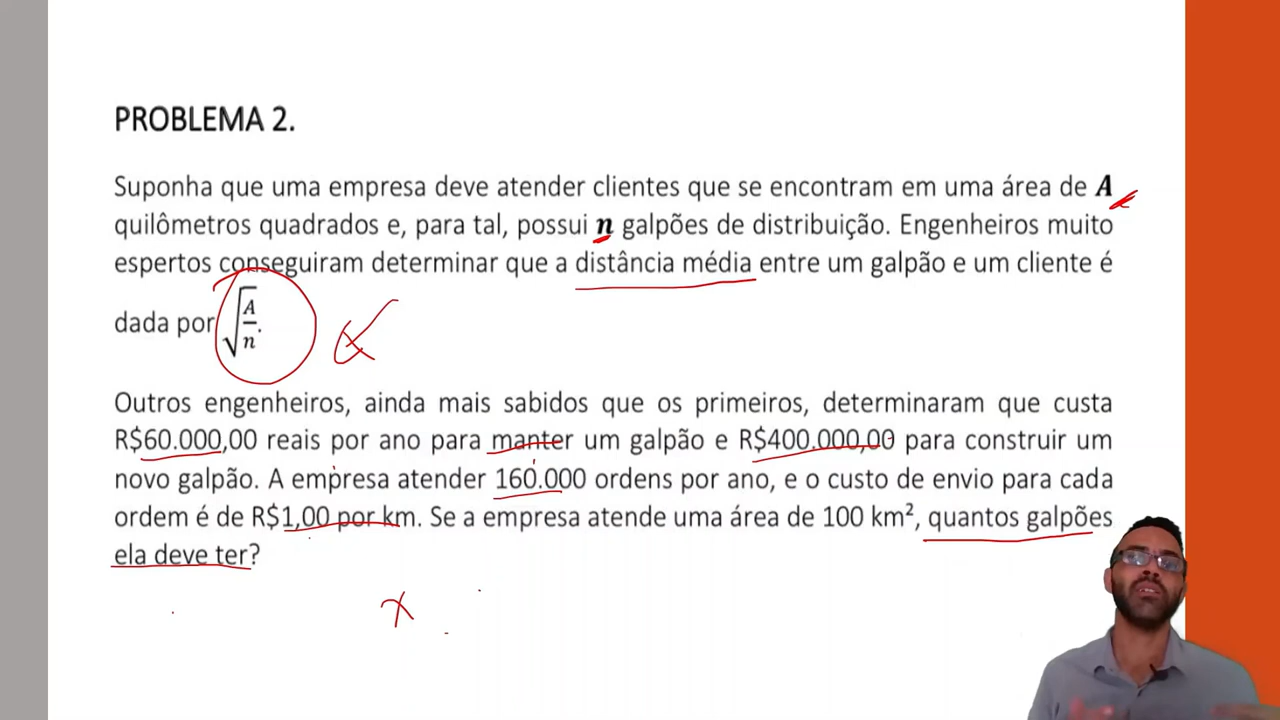 PROBLEMA 2.
Suponha que uma empresa deve atender clientes que se encontram em uma área de A
quilômetros quadrados e, para tal, possui n galpões de distribuição. Engenheiros muito
espertos conseguiram determinar que a distância média entre um galpão e um cliente é
dada por √(A/n).
Outros engenheiros, ainda mais sabidos que os primeiros, determinaram que custa
R$60.000,00 reais por ano para manter um galpão e R$400.000,00 para construir um
novo galpão. A empresa atender 160.000 ordens por ano, e o custo de envio para cada
ordem é de R$1,00 por km. Se a empresa atende uma área de 100 km², quantos galpões
ela deve ter?
x